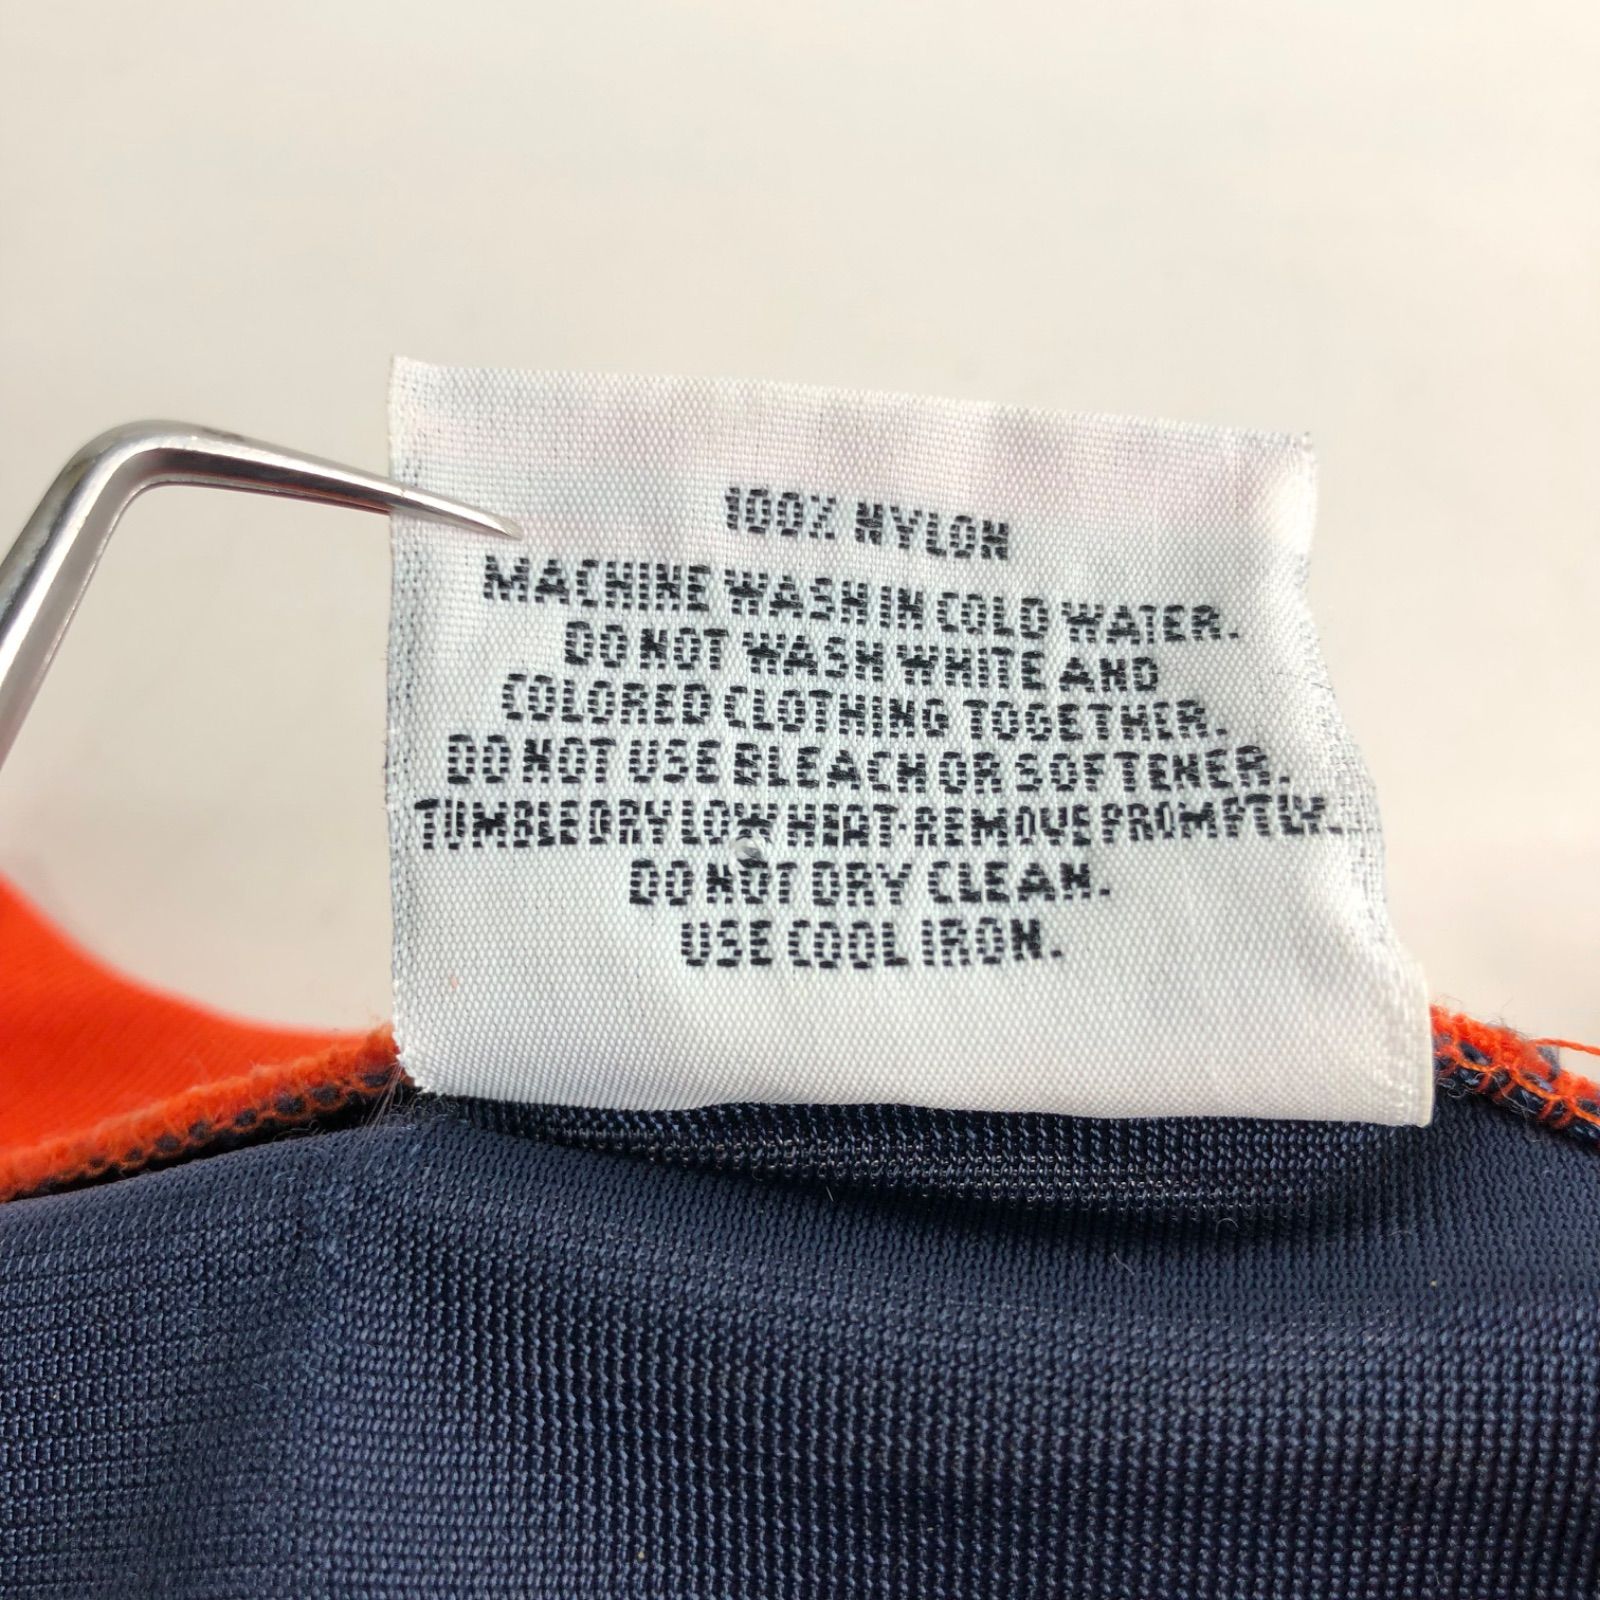 100% NYLON
MACHINE WASH IN COLD WATER.
DO NOT WASH WHITE AND
COLORED CLOTHING TOGETHER.
DO NOT USE BLEACH OR SOFTENER.
TUMBLE DRY LOW HEAT-REMOVE PROMPTLY.
DO NOT DRY CLEAN.
USE COOL IRON.